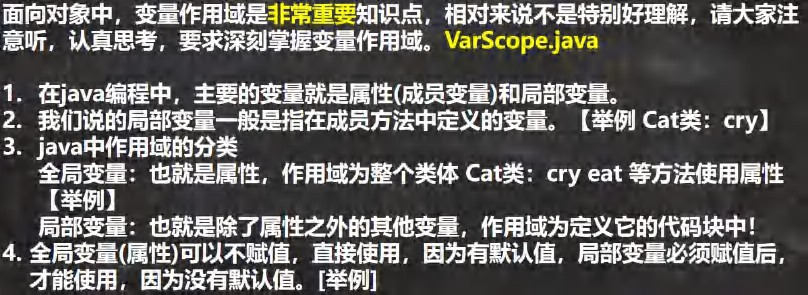 面向对象中，变量作用域是非常重要知识点，相对来说不是特别好理解，请大家注
意听，认真思考，要求深刻掌握变量作用域。VarScope.java
1. 在java编程中，主要的变量就是属性(成员变量)和局部变量。
2. 我们说的局部变量一般是指在成员方法中定义的变量。【举例 Cat类：cry】
3. java中作用域的分类
全局变量：也就是属性，作用域为整个类体 Cat类：cry eat 等方法使用属性
【举例】
局部变量：也就是除了属性之外的其他变量，作用域为定义它的代码块中！
4. 全局变量(属性)可以不赋值，直接使用，因为有默认值，局部变量必须赋值后，
才能使用，因为没有默认值。[举例]